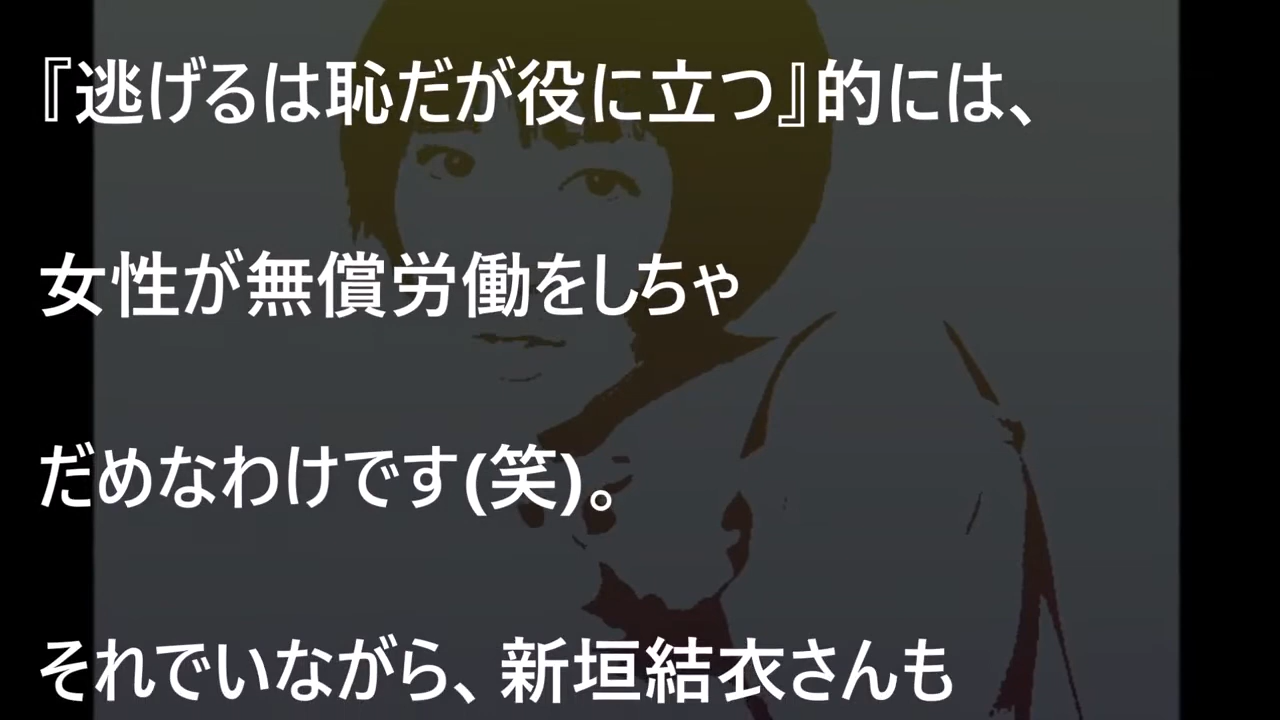 『逃げるは恥だが役に立つ』的には、
女性が無償労働をしちゃ
だめなわけです(笑)。
それでいながら、新垣結衣さんも